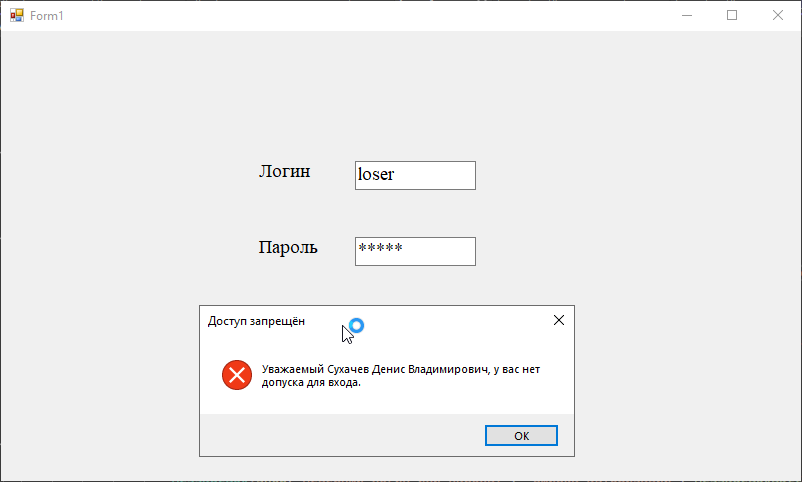 Form1
Логин
loser
Пароль
*****
Доступ запрещён
Уважаемый Сухачев Денис Владимирович, у вас нет
допуска для входа.
OK